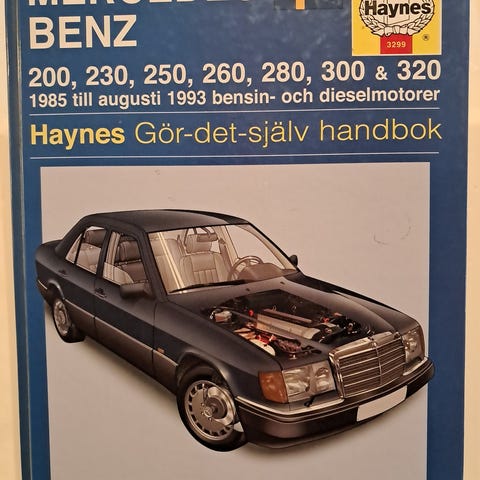 MERCEDES
BENZ
Haynes
3299
®
200, 230, 250, 260, 280, 300 & 320
1985 till augusti 1993 bensin- och dieselmotorer
Haynes Gör-det-själv handbok